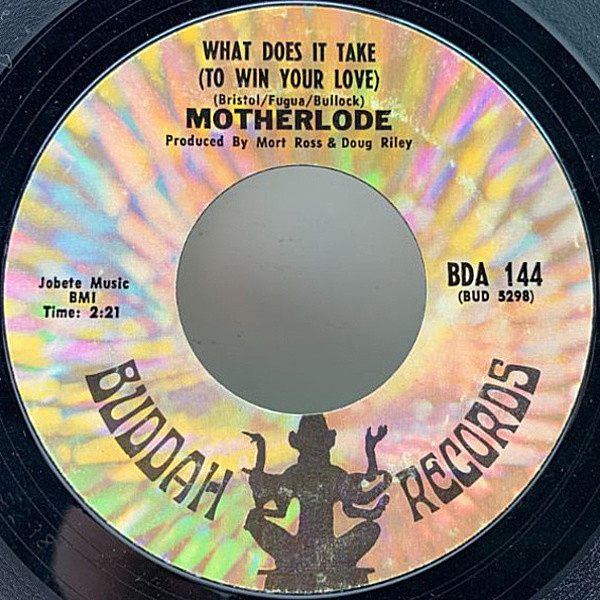 WHAT DOES IT TAKE
(TO WIN YOUR LOVE)
(Bristol/Fugua/Bullock)
MOTHERLODE
Produced By Mort Ross & Doug Riley
Jobete Music
BMI
Time: 2:21
BDA 144
(BUD 5298)
BUDDAH RECORDS